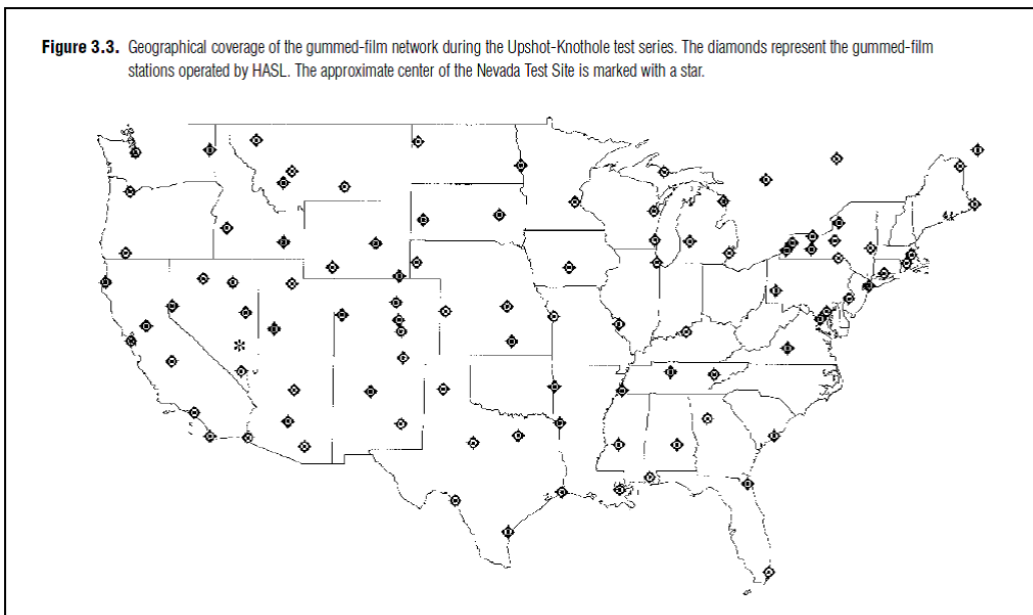 Figure 3.3. Geographical coverage of the gummed-film network during the Upshot-Knothole test series. The diamonds represent the gummed-film
stations operated by HASL. The approximate center of the Nevada Test Site is marked with a star.